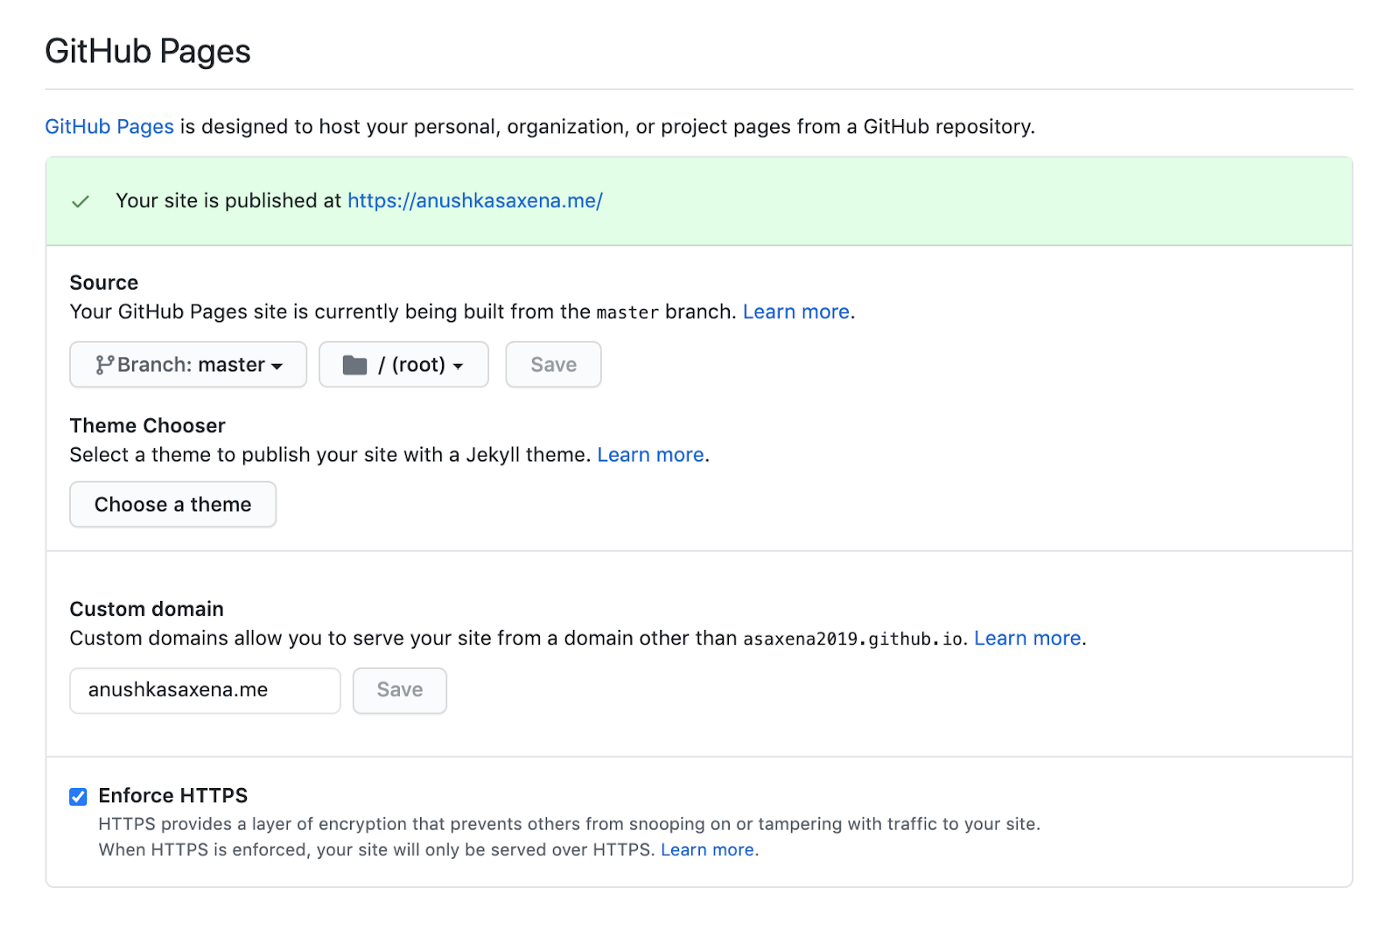 GitHub Pages
GitHub Pages is designed to host your personal, organization, or project pages from a GitHub repository.
Your site is published at https://anushkasaxena.me/
Source
Your GitHub Pages site is currently being built from the master branch. Learn more.
Branch: master
/ (root)
Save
Theme Chooser
Select a theme to publish your site with a Jekyll theme. Learn more.
Choose a theme
Custom domain
Custom domains allow you to serve your site from a domain other than asaxena2019.github.io. Learn more.
anushkasaxena.me
Save
Enforce HTTPS
HTTPS provides a layer of encryption that prevents others from snooping on or tampering with traffic to your site.
When HTTPS is enforced, your site will only be served over HTTPS. Learn more.